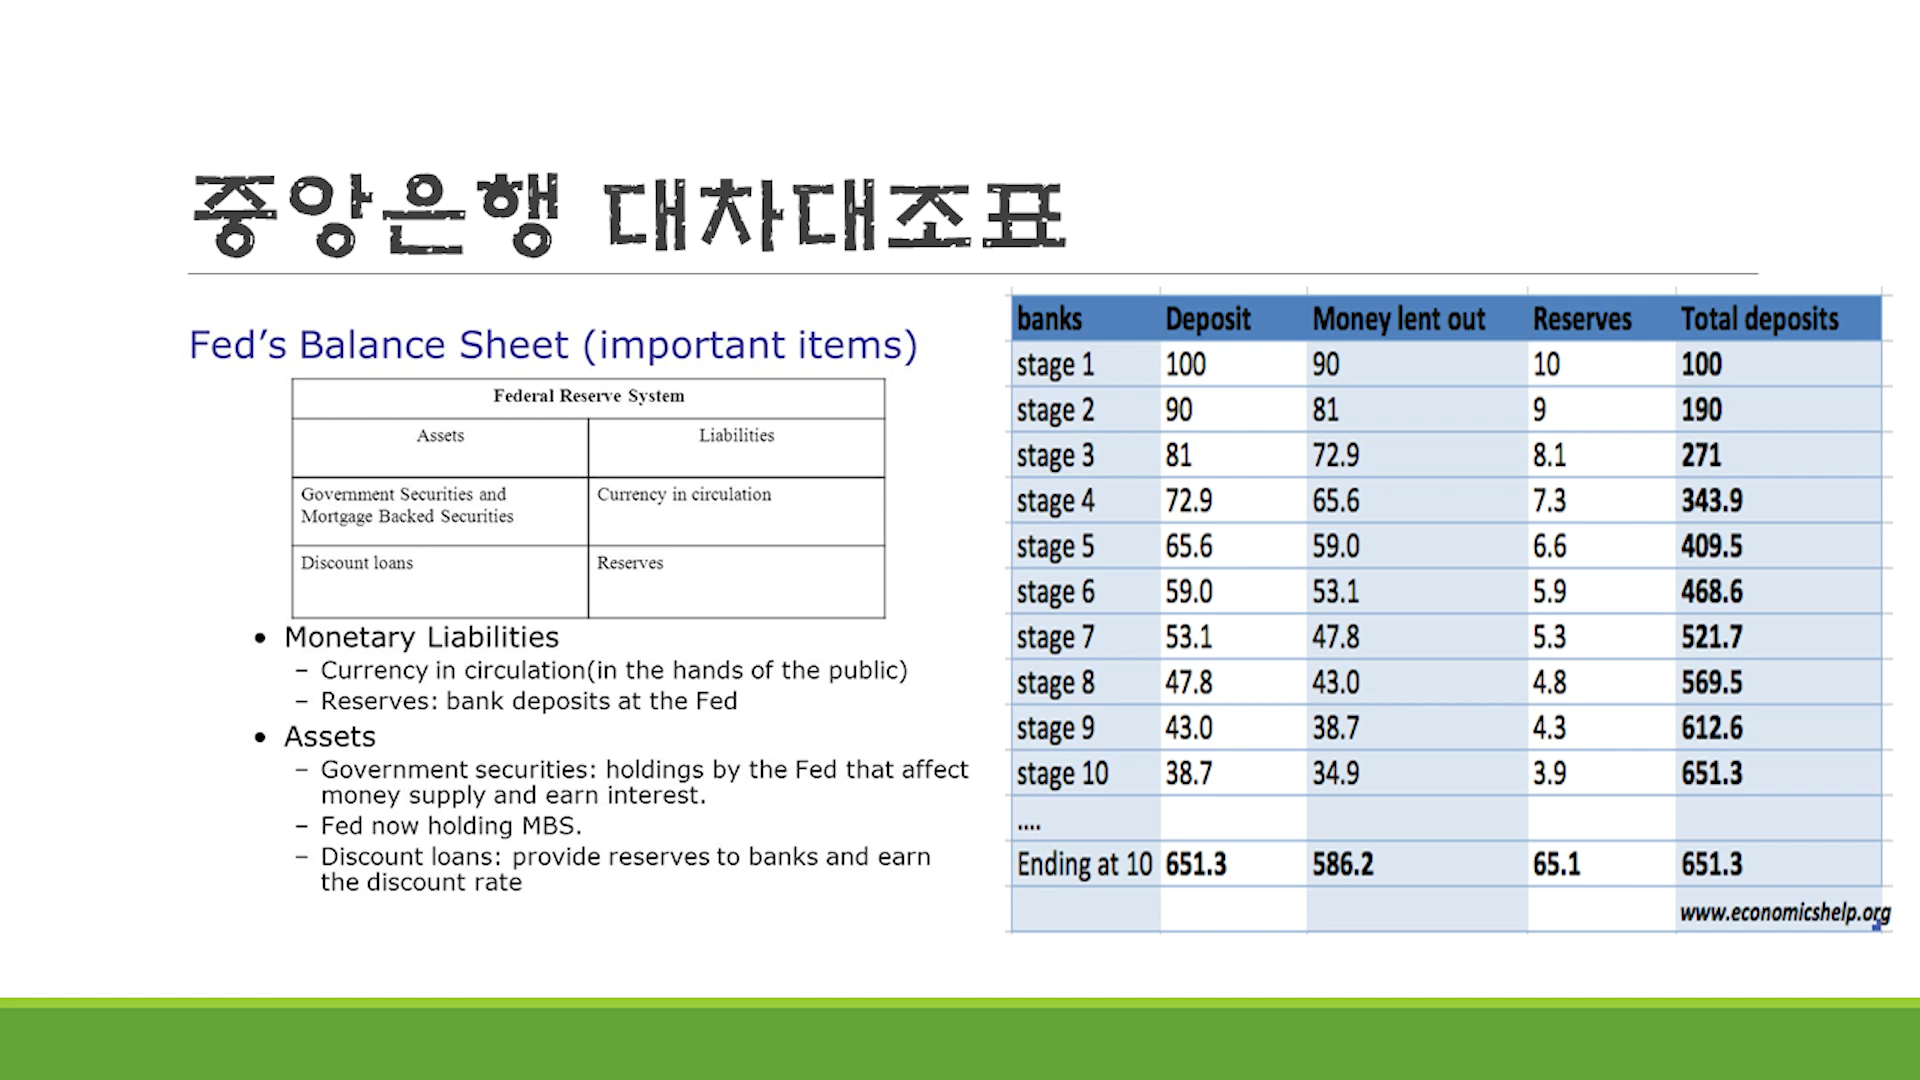 중앙은행 대차대조표
Fed's Balance Sheet (important items)
Federal Reserve System
Assets Liabilities
Government Securities and Mortgage Backed Securities Currency in circulation
Discount loans Reserves
• Monetary Liabilities
– Currency in circulation(in the hands of the public)
– Reserves: bank deposits at the Fed
• Assets
– Government securities: holdings by the Fed that affect
money supply and earn interest.
– Fed now holding MBS.
– Discount loans: provide reserves to banks and earn
the discount rate
banks Deposit Money lent out Reserves Total deposits
stage 1 100 90 10 100
stage 2 90 81 9 190
stage 3 81 72.9 8.1 271
stage 4 72.9 65.6 7.3 343.9
stage 5 65.6 59.0 6.6 409.5
stage 6 59.0 53.1 5.9 468.6
stage 7 53.1 47.8 5.3 521.7
stage 8 47.8 43.0 4.8 569.5
stage 9 43.0 38.7 4.3 612.6
stage 10 38.7 34.9 3.9 651.3
....
Ending at 10 651.3 586.2 65.1 651.3
www.economicshelp.org